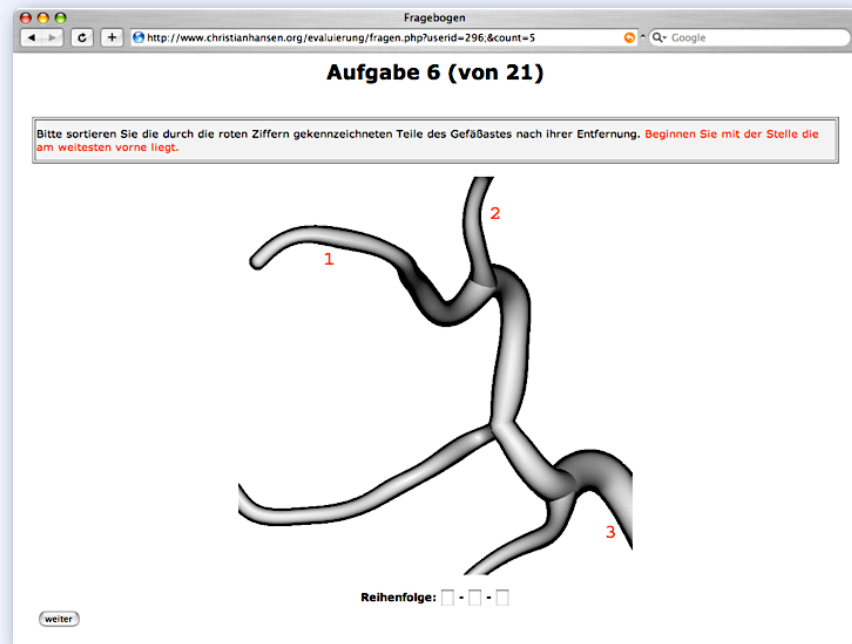 Fragebogen
http://www.christianhansen.org/evaluierung/fragen.php?userid=296;&count=5
Google
Aufgabe 6 (von 21)
Bitte sortieren Sie die durch die roten Ziffern gekennzeichneten Teile des Gefäßastes nach ihrer Entfernung. Beginnen Sie mit der Stelle die
am weitesten vorne liegt.
2
1
3
Reihenfolge: - -
weiter